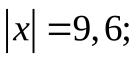 |x| =9,6;